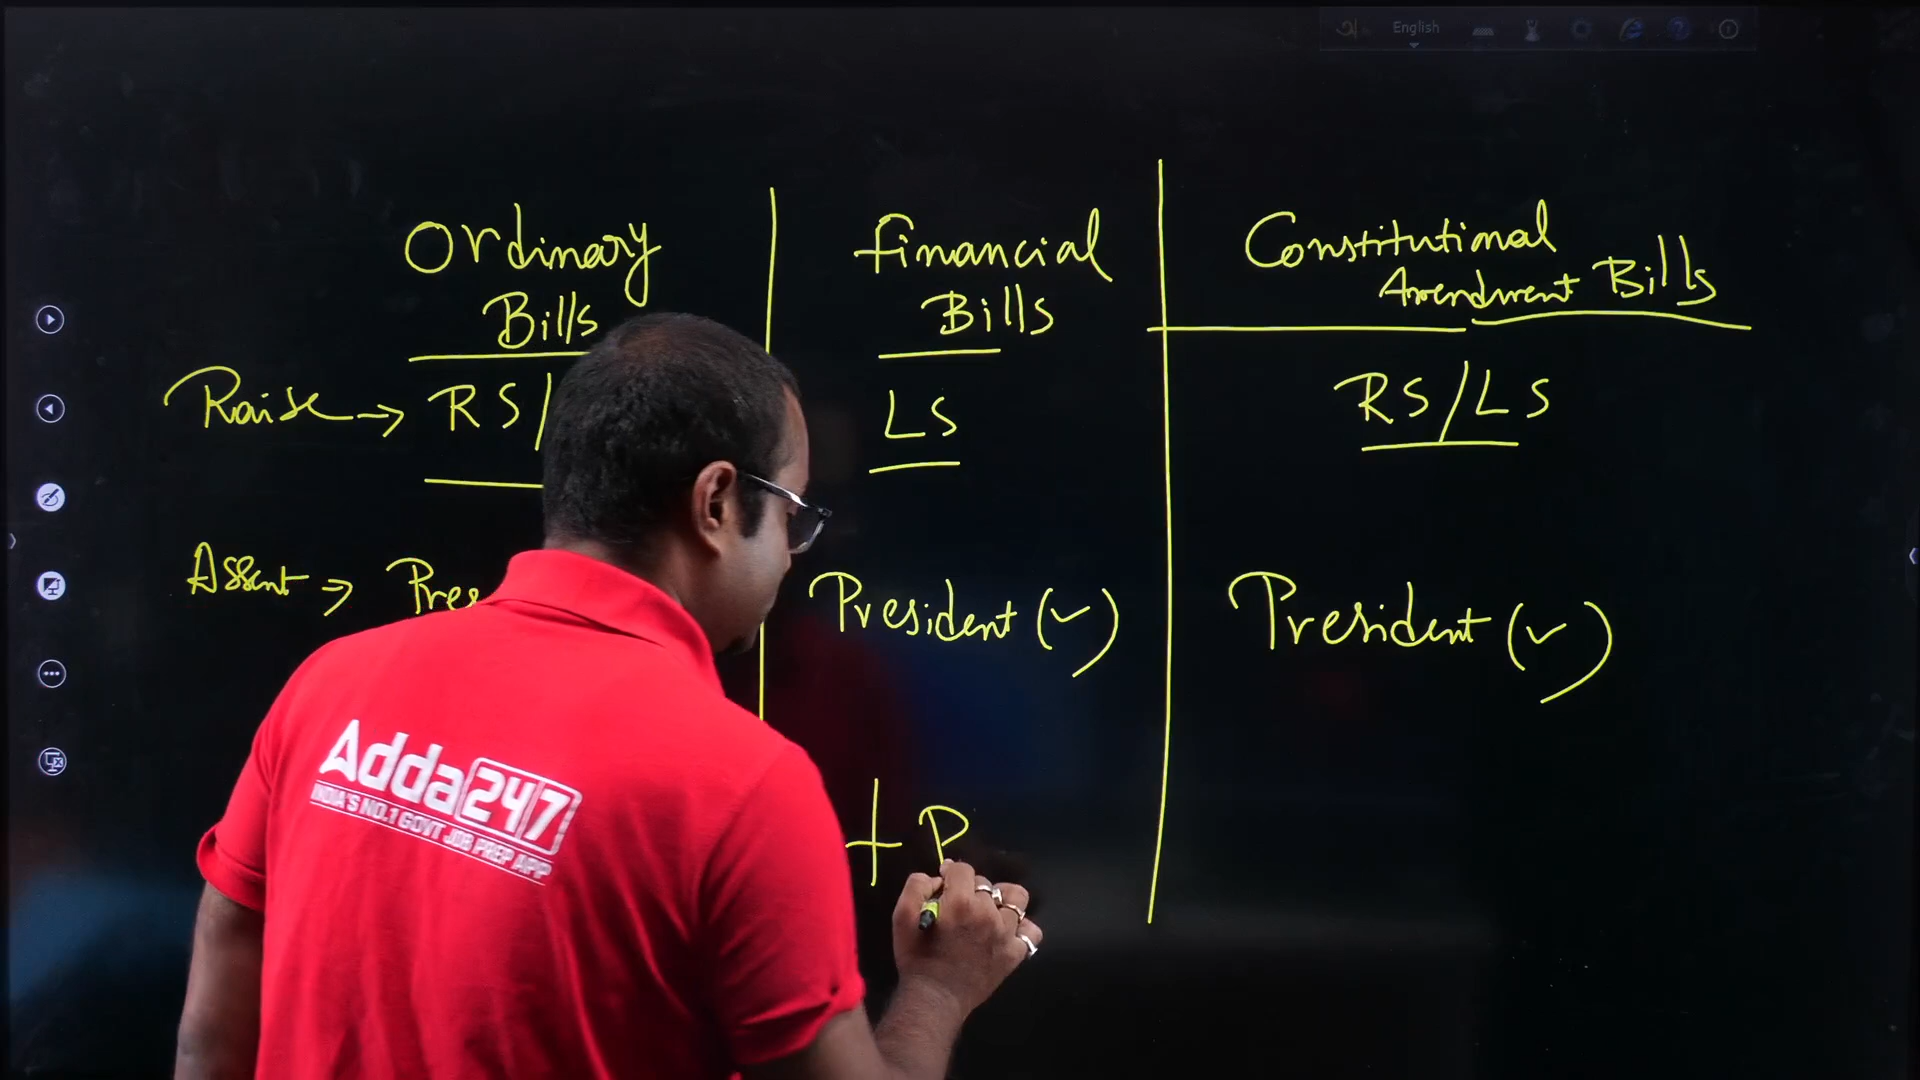 English
Ordinary
Bills
financial
Bills
Constitutional
Amendment Bills
Raise → RS/
LS
RS/LS
Assent → Pres
President (✓)
President (✓)
+ P
Adda247
INDIA'S NO.1 GOVT JOB PREP APP